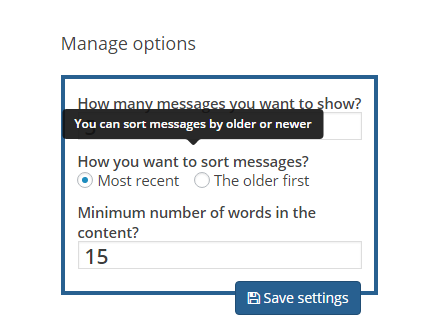 Manage options
How many messages you want to show?
You can sort messages by older or newer
How you want to sort messages?
Most recent The older first
Minimum number of words in the
content?
15
Save settings